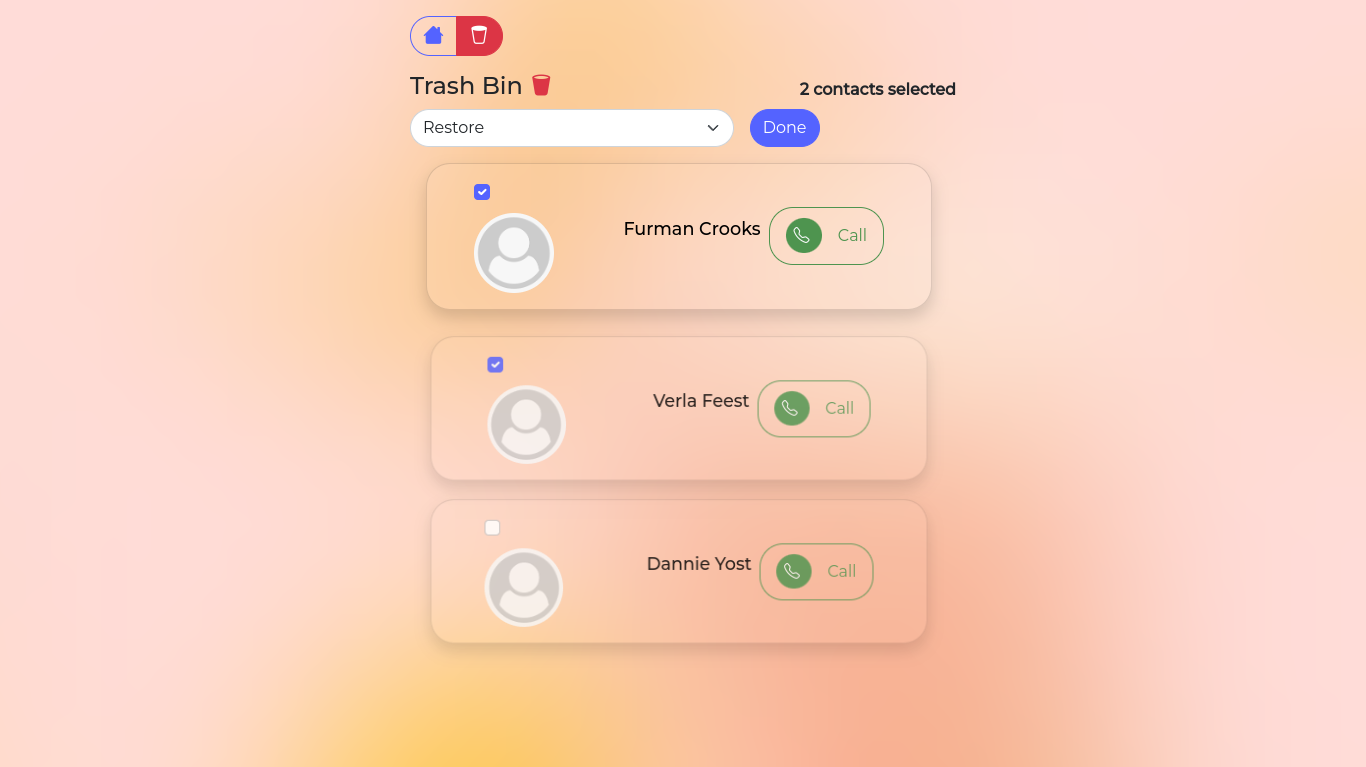 Trash Bin
2 contacts selected
Restore
Done
Furman Crooks
Call
Verla Feest
Call
Dannie Yost
Call